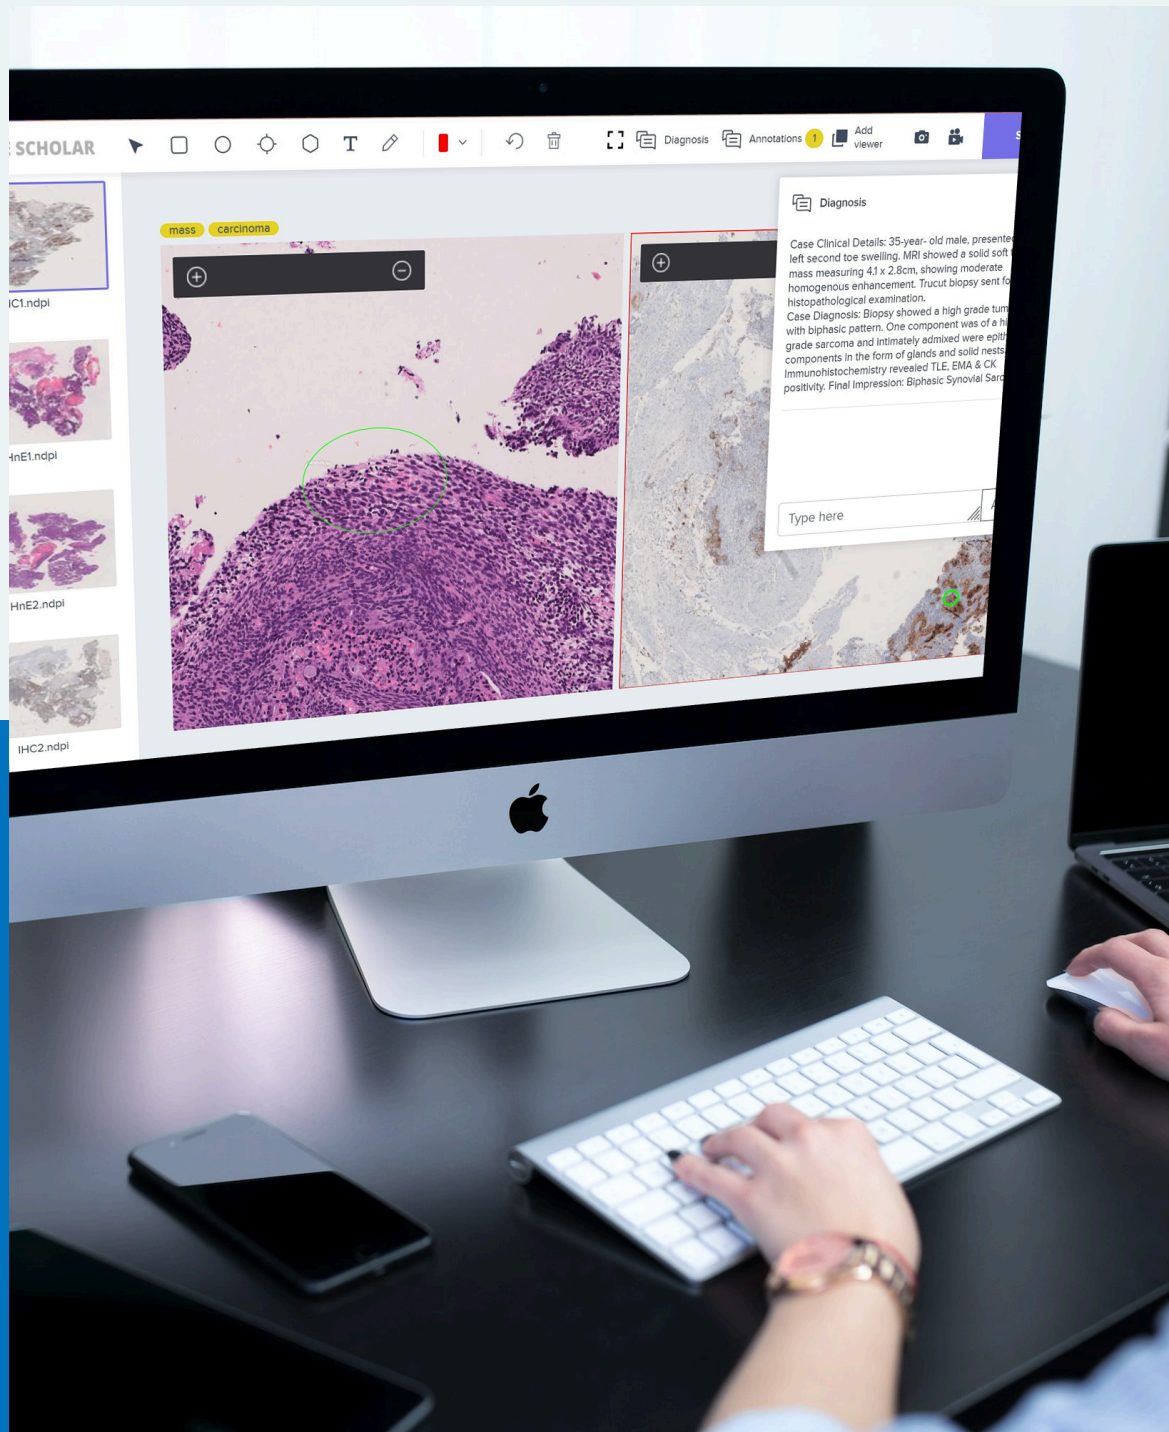 SCHOLAR
T
Diagnosis
Annotations 1
Add
viewer
S
mass carcinoma
C1.ndpi
HnE1.ndpi
HnE2.ndpi
IHC2.ndpi
Diagnosis
Case Clinical Details: 35-year- old male, presente
left second toe swelling. MRI showed a solid soft
mass measuring 4.1 x 2.8cm, showing moderate
homogenous enhancement. Trucut biopsy sent fo
histopathological examination.
Case Diagnosis: Biopsy showed a high grade tum
with biphasic pattern. One component was of a hi
grade sarcoma and intimately admixed were epith
components in the form of glands and solid nests.
Immunohistochemistry revealed TLE, EMA & CK
positivity. Final Impression: Biphasic Synovial Sarc
Type here